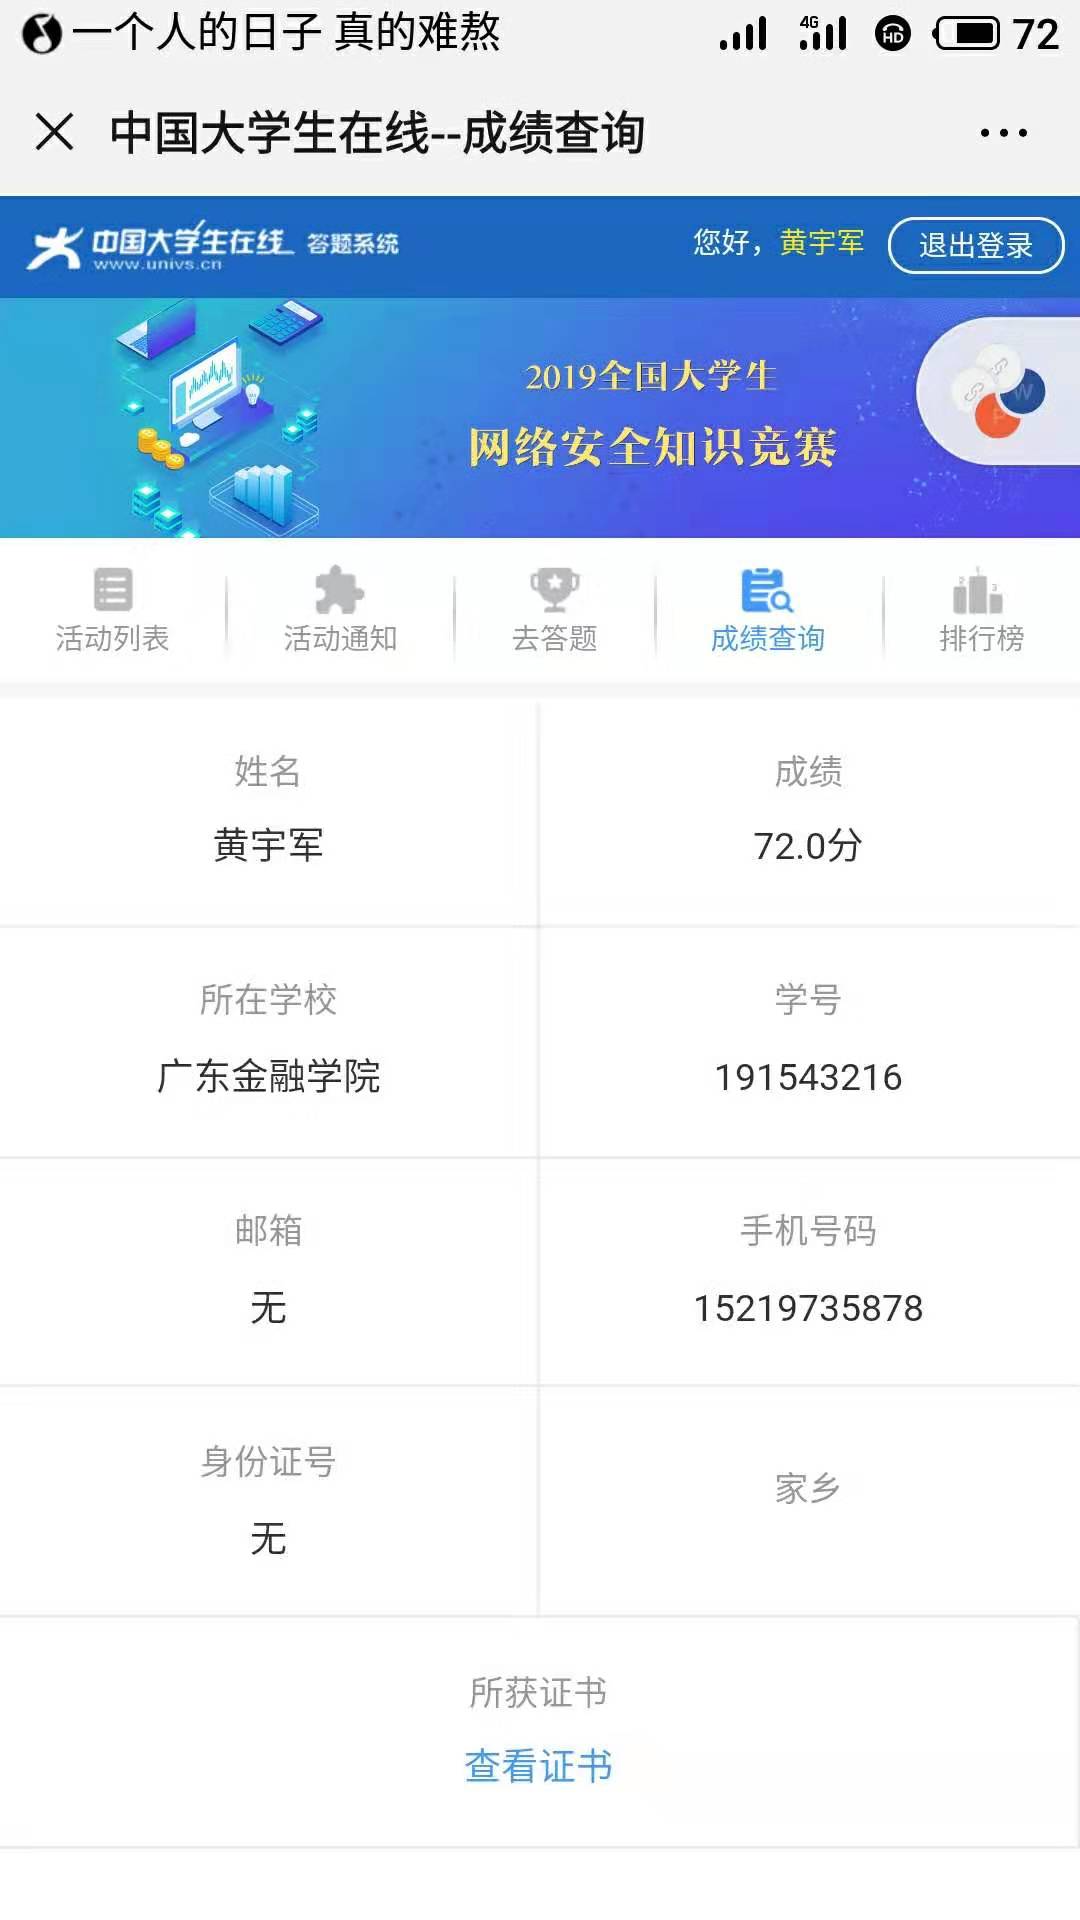 一个人的日子 真的难熬
4G HD 72
中国大学生在线--成绩查询
中国大学生在线 答题系统
www.univs.cn
您好，黄宇军
退出登录
2019全国大学生
网络安全知识竞赛
W
P
活动列表
活动通知
去答题
成绩查询
排行榜
姓名
黄宇军
成绩
72.0分
所在学校
广东金融学院
学号
191543216
邮箱
无
手机号码
15219735878
身份证号
无
家乡
所获证书
查看证书